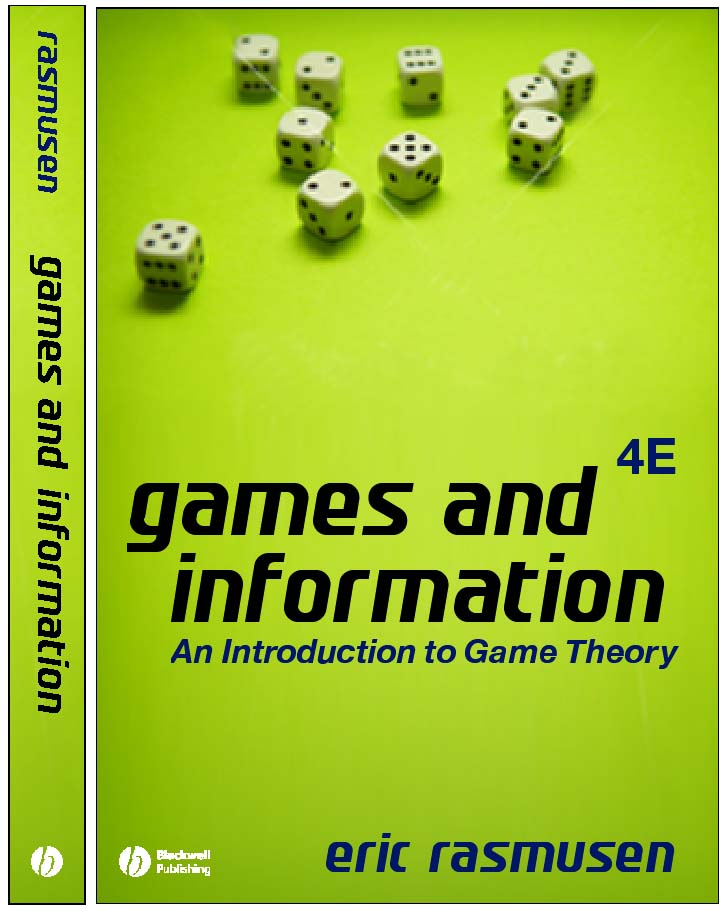 rasmusen games and information
4E
games and
information
An Introduction to Game Theory
Blackwell
Publishing
eric rasmusen